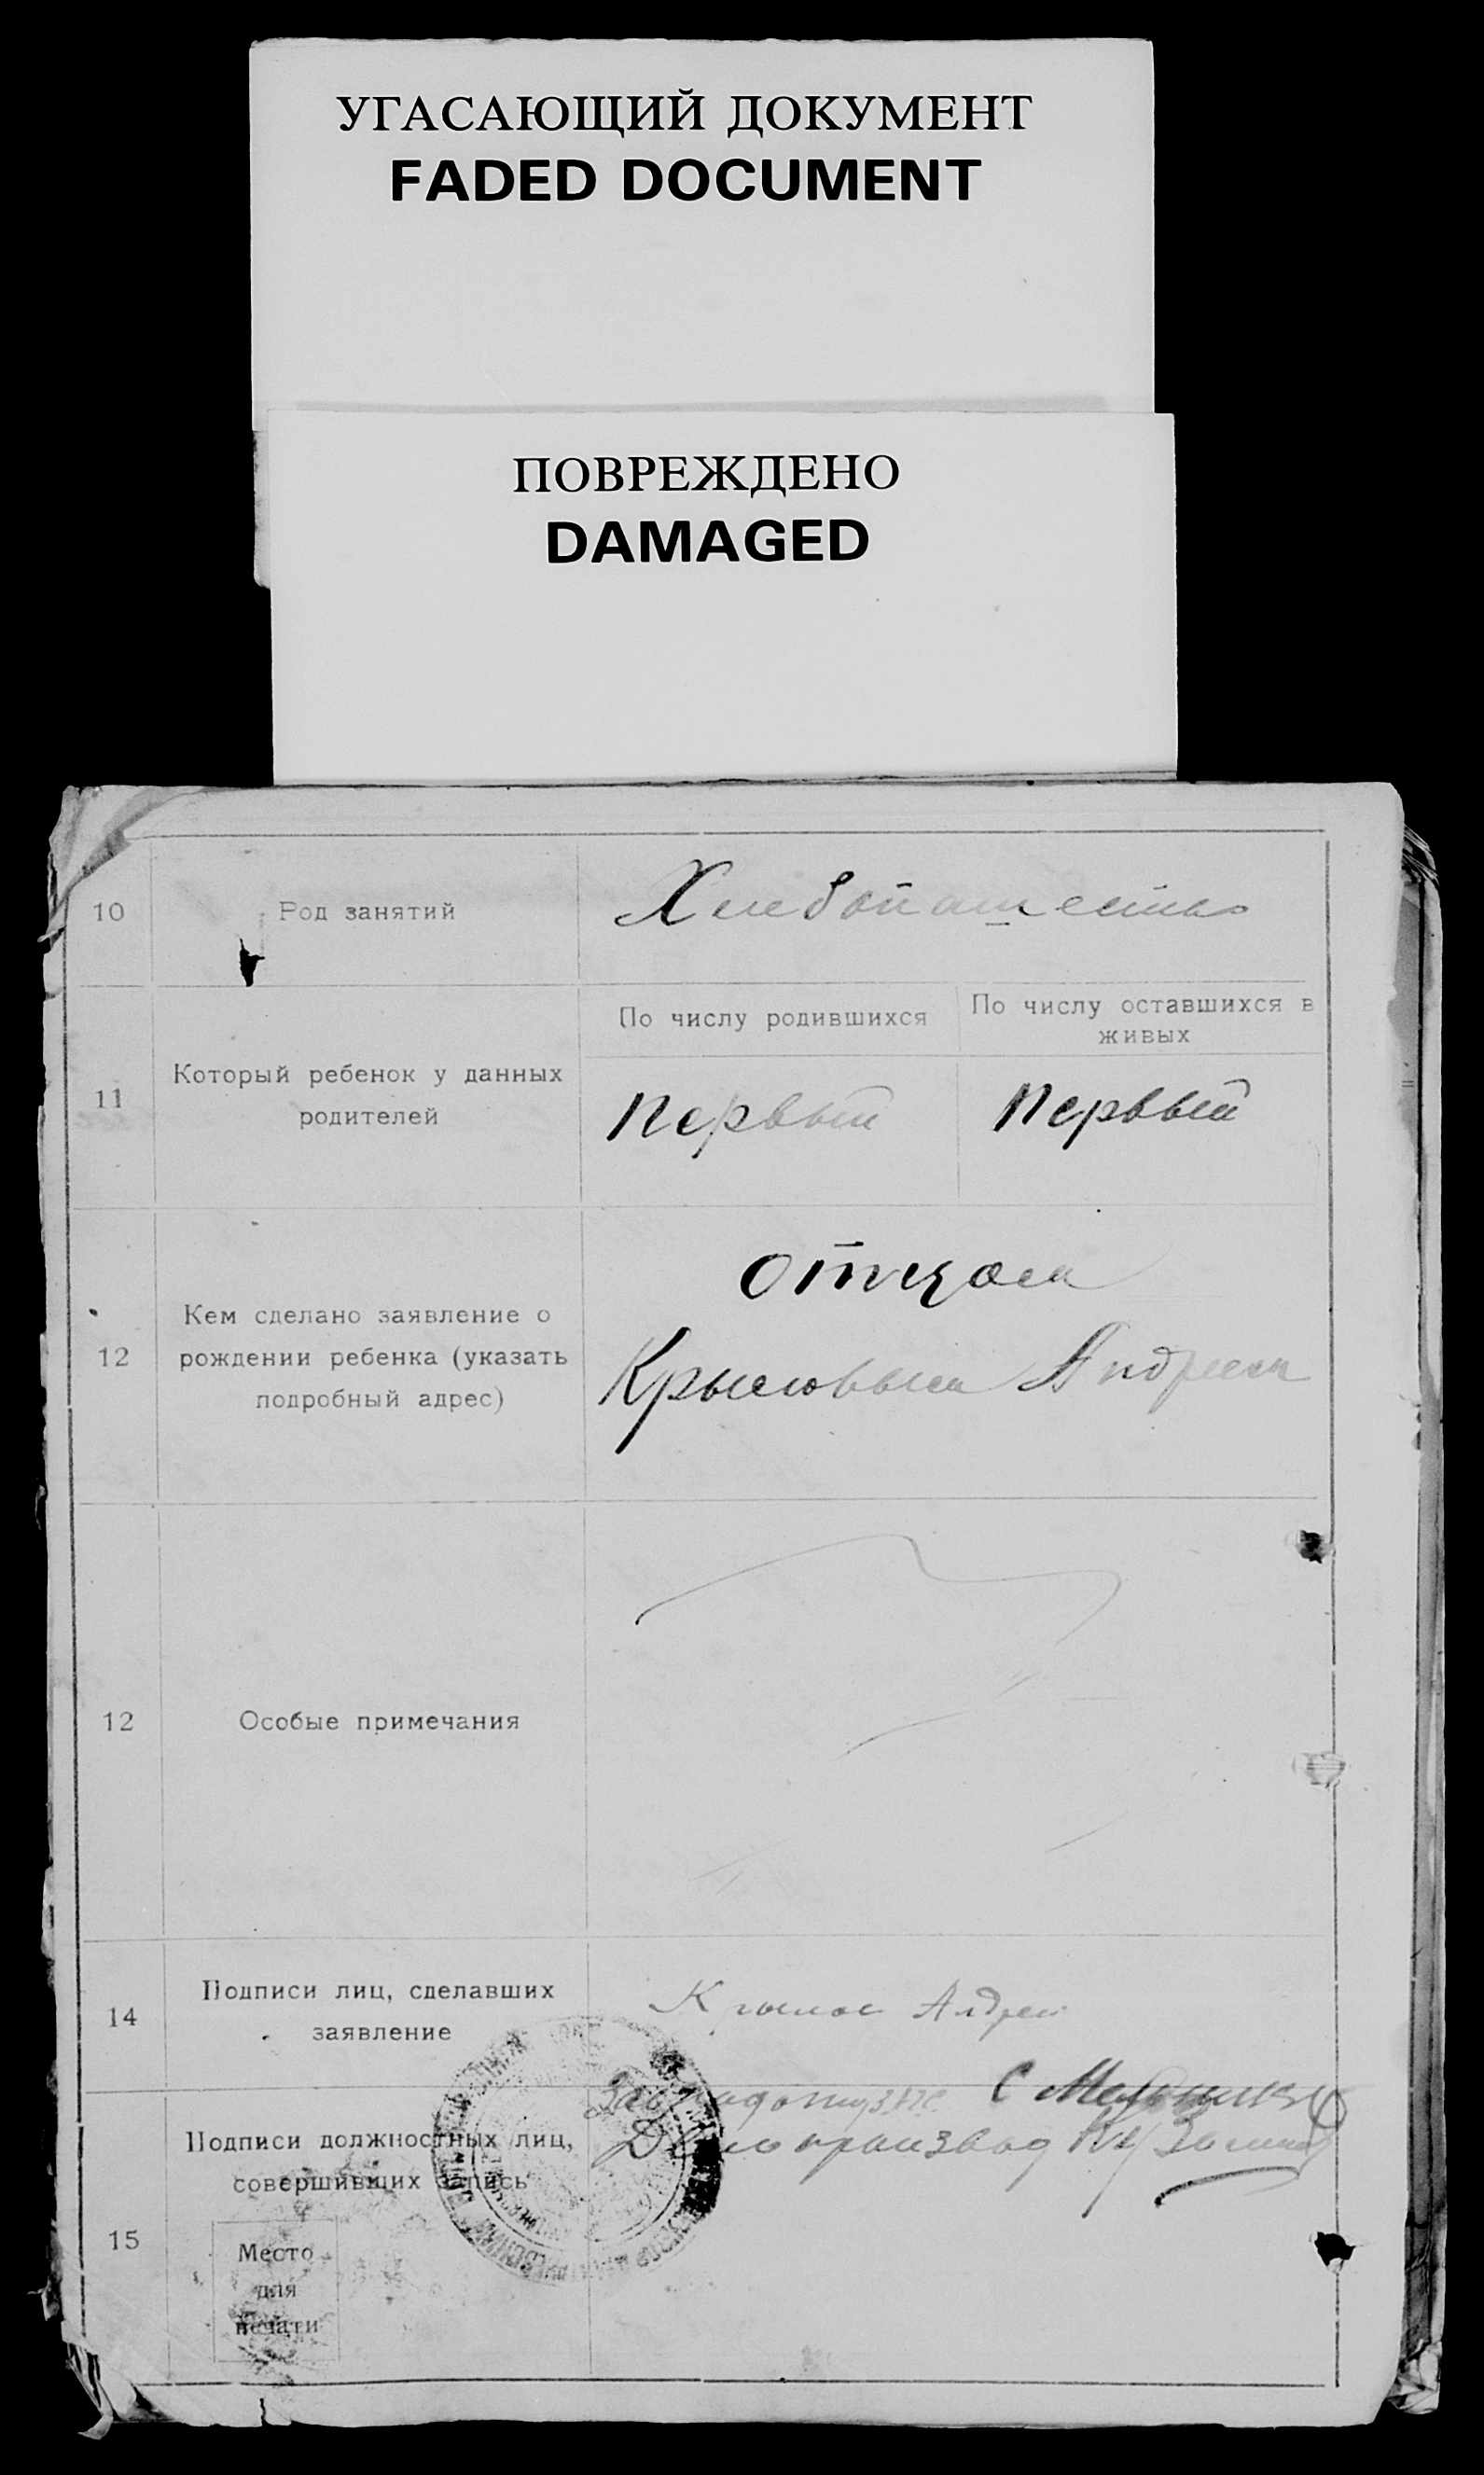 УГАСАЮЩИЙ ДОКУМЕНТ
FADED DOCUMENT
ПОВРЕЖДЕНО
DAMAGED
10
Род занятий
Хлебопашество
11
Который ребенок у данных
родителей
По числу родившихся
По числу оставшихся в
живых
Первый
Первый
12
Кем сделано заявление о
рождении ребенка (указать
подробный адрес)
отцом
Андреем
12
Особые примечания
14
Подписи лиц, сделавших
заявление
Андрей
15
Подписи должностных лиц,
совершивших запись
Делопроизвод
Место
для
печати